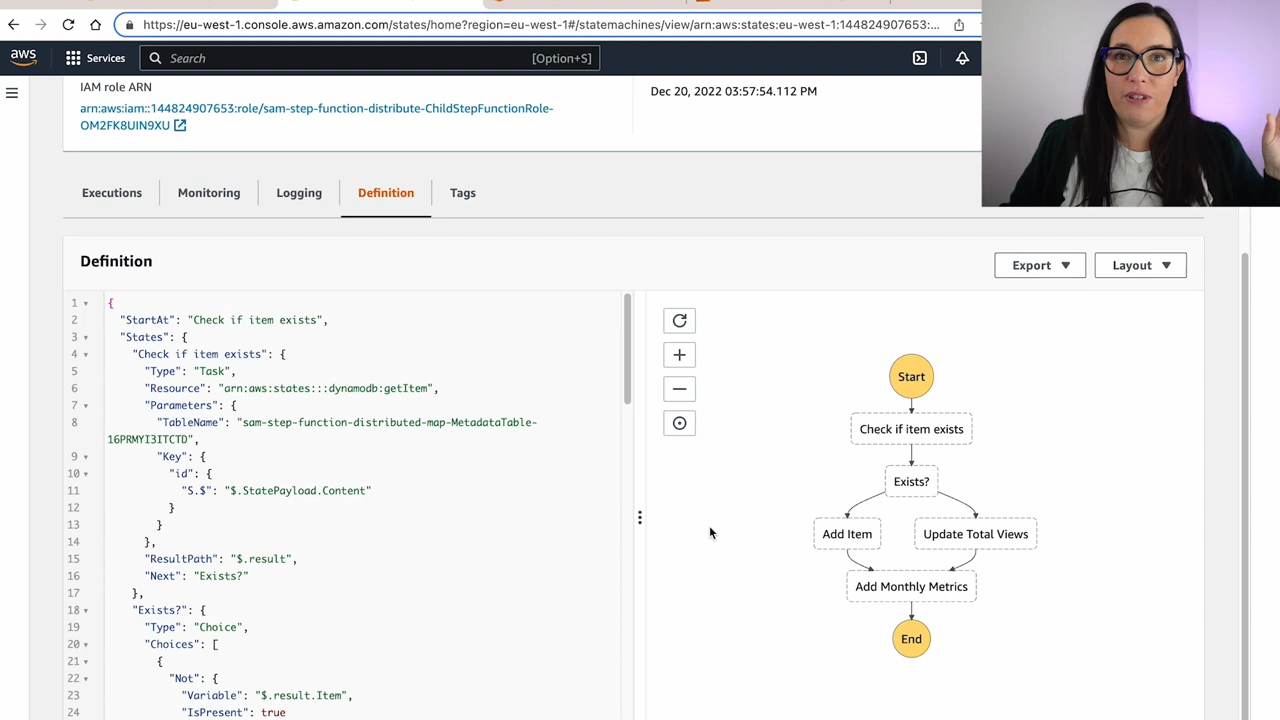 https://eu-west-1.console.aws.amazon.com/states/home?region=eu-west-1#/statemachines/view/arn:aws:states:eu-west-1:144824907653:...
aws Services Search [Option+S]
IAM role ARN
arn:aws:iam::144824907653:role/sam-step-function-distribute-ChildStepFunctionRole-
OM2FK8UIN9XU
Dec 20, 2022 03:57:54.112 PM
Executions Monitoring Logging Definition Tags
Definition
Export Layout
1 {
2 "StartAt": "Check if item exists",
3 "States": {
4 "Check if item exists": {
5 "Type": "Task",
6 "Resource": "arn:aws:states:::dynamodb:getItem",
7 "Parameters": {
8 "TableName": "sam-step-function-distributed-map-MetadataTable-
16PRMYI3ITCTD",
9 "Key": {
10 "id": {
11 "S.$": "$.StatePayload.Content"
12 }
13 }
14 },
15 "ResultPath": "$.result",
16 "Next": "Exists?"
17 },
18 "Exists?": {
19 "Type": "Choice",
20 "Choices": [
21 {
22 "Not": {
23 "Variable": "$.result.Item",
24 "IsPresent": true
Start
Check if item exists
Exists?
Add Item
Update Total Views
Add Monthly Metrics
End